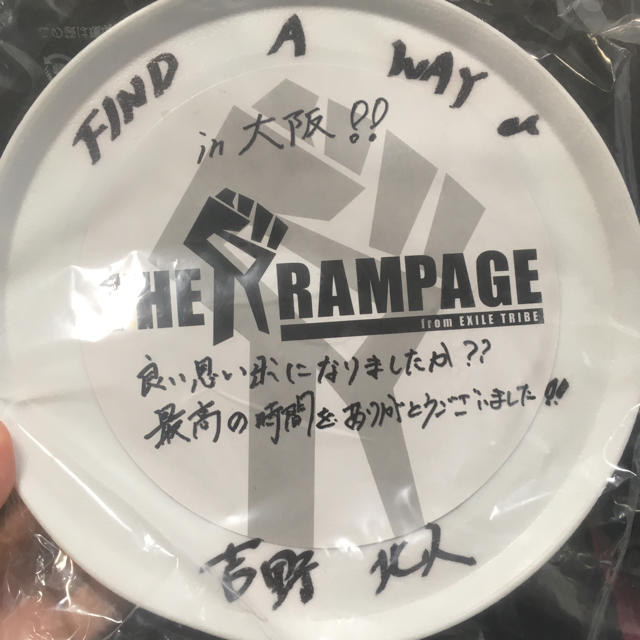 FIND A WAY
in 大阪!!
THE RAMPAGE
from EXILE TRIBE
良い思い出になりましたか??
最高の時間をありがとうございました!!
吉野 北人